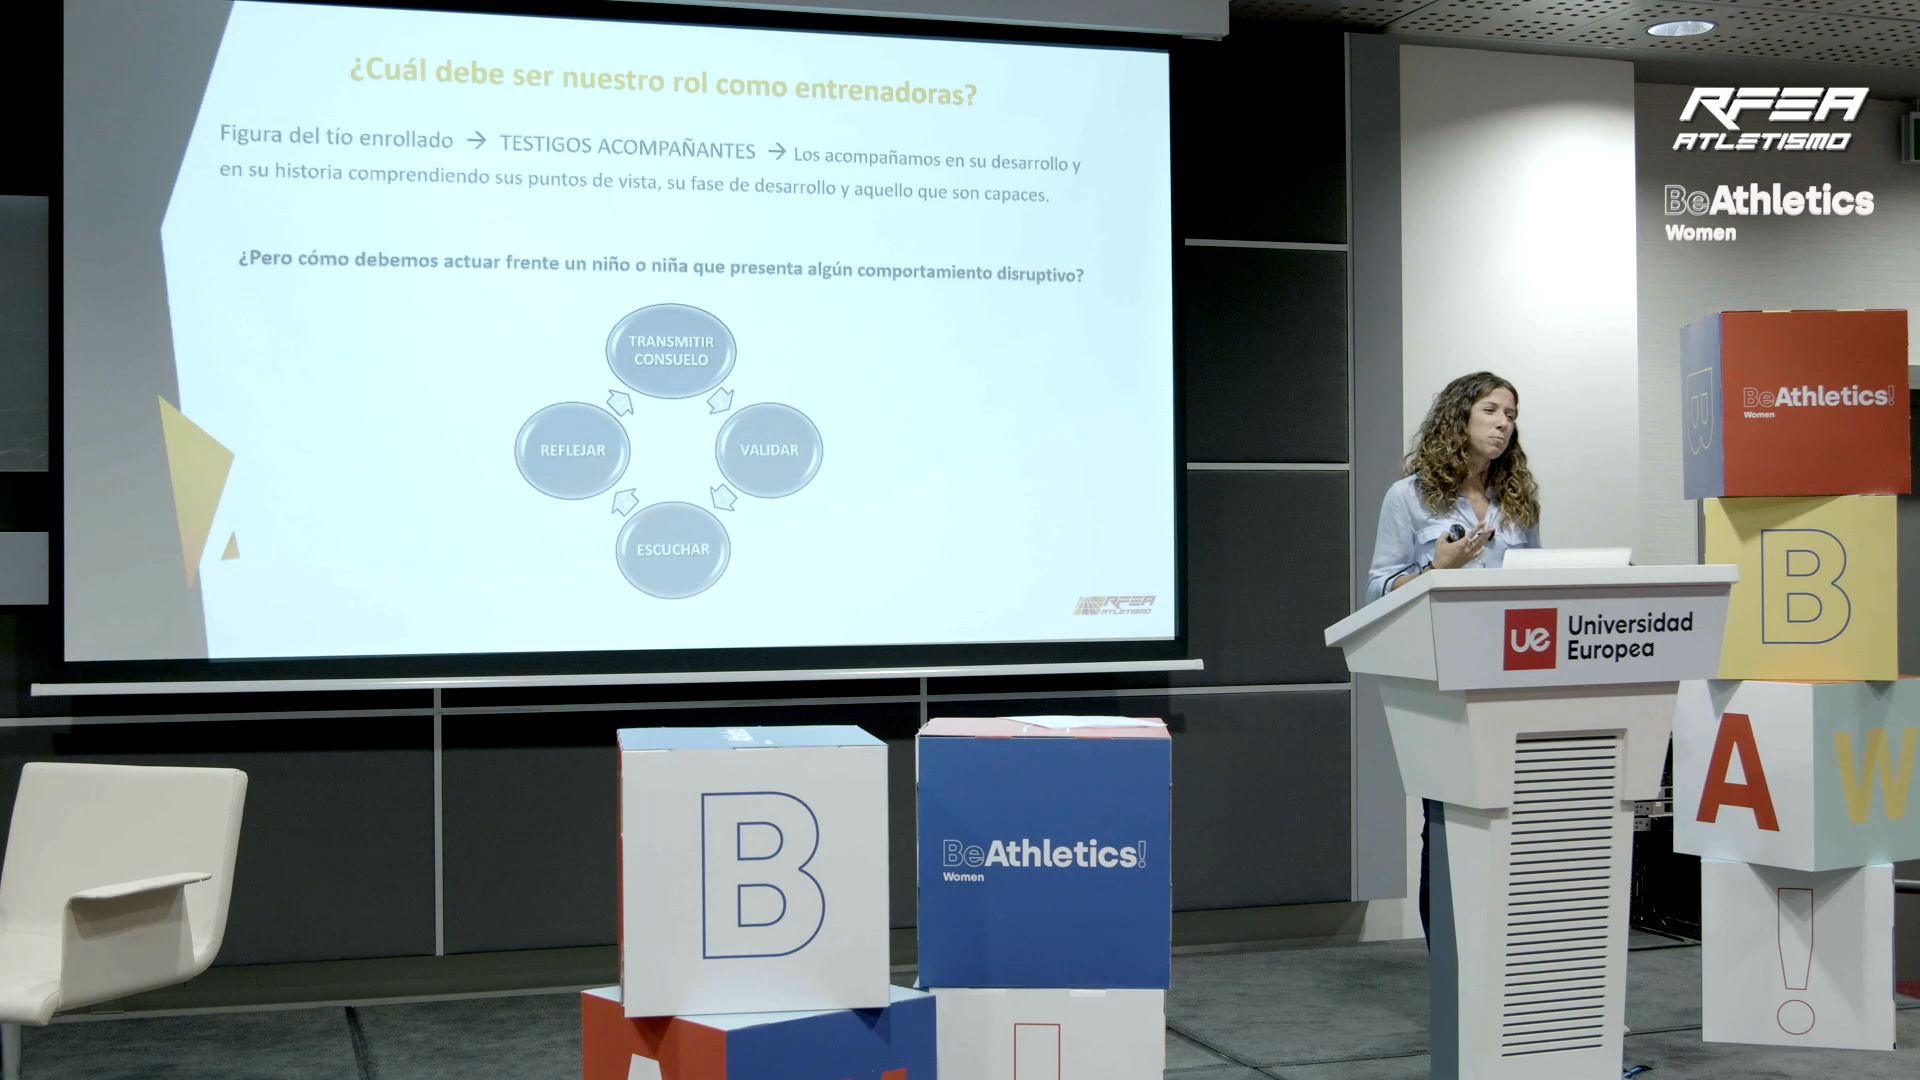 ¿Cuál debe ser nuestro rol como entrenadoras?
Figura del tío enrollado → TESTIGOS ACOMPAÑANTES → Los acompañamos en su desarrollo y
en su historia comprendiendo sus puntos de vista, su fase de desarrollo y aquello que son capaces.
¿Pero cómo debemos actuar frente un niño o niña que presenta algún comportamiento disruptivo?
TRANSMITIR
CONSUELO
REFLEJAR
VALIDAR
ESCUCHAR
RFEA
ATLETISMO
RFEA
ATLETISMO
BeAthletics
Women
B
BeAthletics!
Women
B
ue Universidad
Europea
A W
!
B
BeAthletics!
Women
A
!